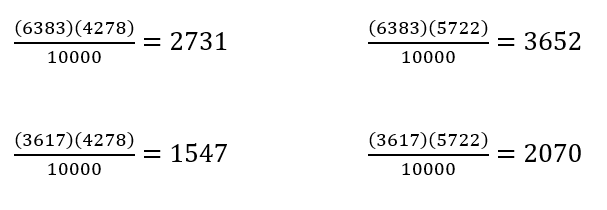 (6383)(4278)/10000 = 2731
(6383)(5722)/10000 = 3652
(3617)(4278)/10000 = 1547
(3617)(5722)/10000 = 2070